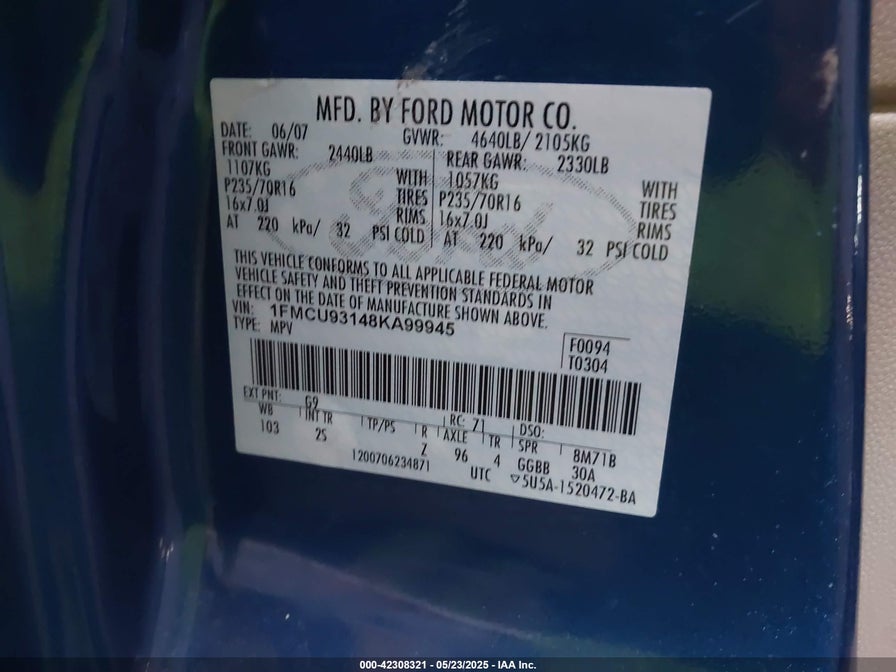 MFD. BY FORD MOTOR CO.
DATE: 06/07 GVWR: 4640LB/ 2105KG
FRONT GAWR: 2440LB REAR GAWR: 2330LB
1107KG WITH 1057KG WITH
P235/70R16 TIRES P235/70R16 TIRES
16x7.0J RIMS 16x7.0J RIMS
AT 220 kPa/ 32 PSI COLD AT 220 kPa/ 32 PSI COLD
Ford
THIS VEHICLE CONFORMS TO ALL APPLICABLE FEDERAL MOTOR
VEHICLE SAFETY AND THEFT PREVENTION STANDARDS IN
EFFECT ON THE DATE OF MANUFACTURE SHOWN ABOVE.
VIN: 1FMCU93148KA99945
TYPE: MPV
F0094
T0304
EXT PNT: G9 RC: 71 DSO:
WB INT TR TP/PS R AXLE TR SPR 8M71B
103 2S Z 96 4 GGBB 30A
1200706234871 UTC ▽5U5A-1520472-BA
000-42308321 - 05/23/2025 - IAA Inc.